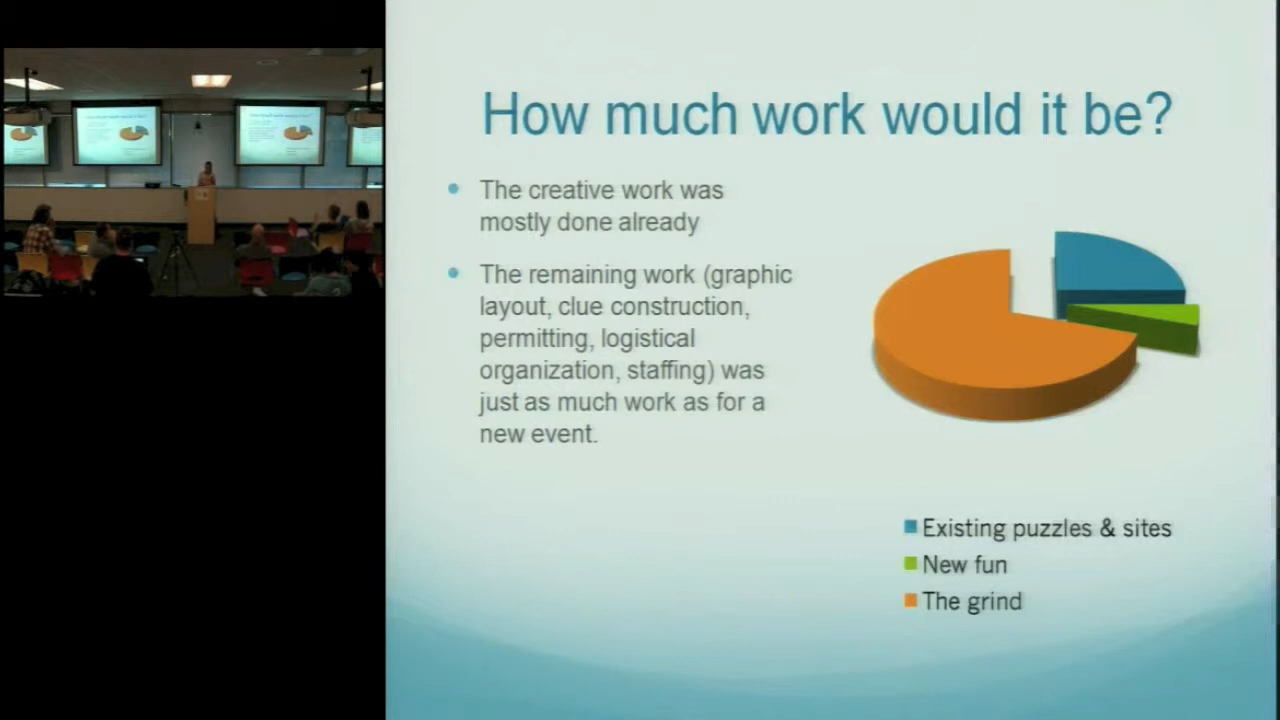 How much work would it be?
The creative work was
mostly done already
The remaining work (graphic
layout, clue construction,
permitting, logistical
organization, staffing) was
just as much work as for a
new event.
Existing puzzles & sites
New fun
The grind